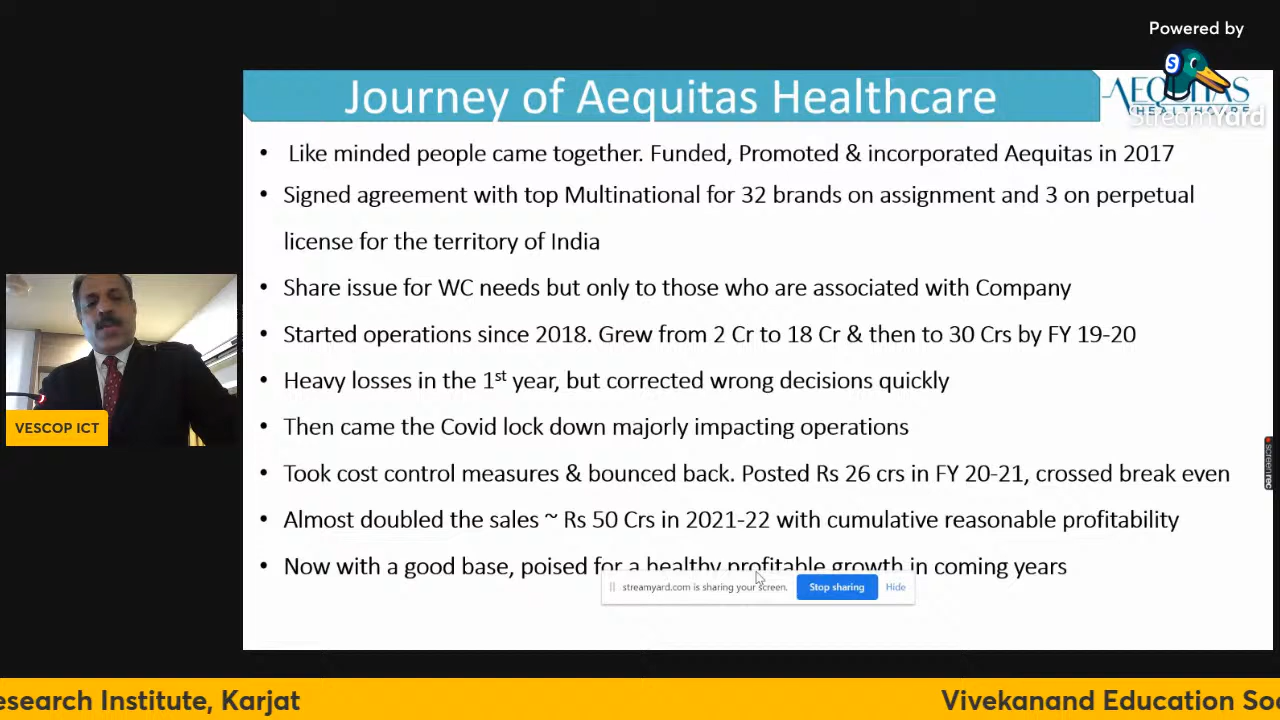 Powered by
StreamYard
Journey of Aequitas Healthcare
AEQUITAS
HEALTHCARE
• Like minded people came together. Funded, Promoted & incorporated Aequitas in 2017
• Signed agreement with top Multinational for 32 brands on assignment and 3 on perpetual
license for the territory of India
• Share issue for WC needs but only to those who are associated with Company
• Started operations since 2018. Grew from 2 Cr to 18 Cr & then to 30 Crs by FY 19-20
• Heavy losses in the 1st year, but corrected wrong decisions quickly
• Then came the Covid lock down majorly impacting operations
• Took cost control measures & bounced back. Posted Rs 26 crs in FY 20-21, crossed break even
• Almost doubled the sales ~ Rs 50 Crs in 2021-22 with cumulative reasonable profitability
• Now with a good base, poised for a healthy profitable growth in coming years
streamyard.com is sharing your screen.
Stop sharing
Hide
VESCOP ICT
screenrec
esearch Institute, Karjat
Vivekanand Education Soc